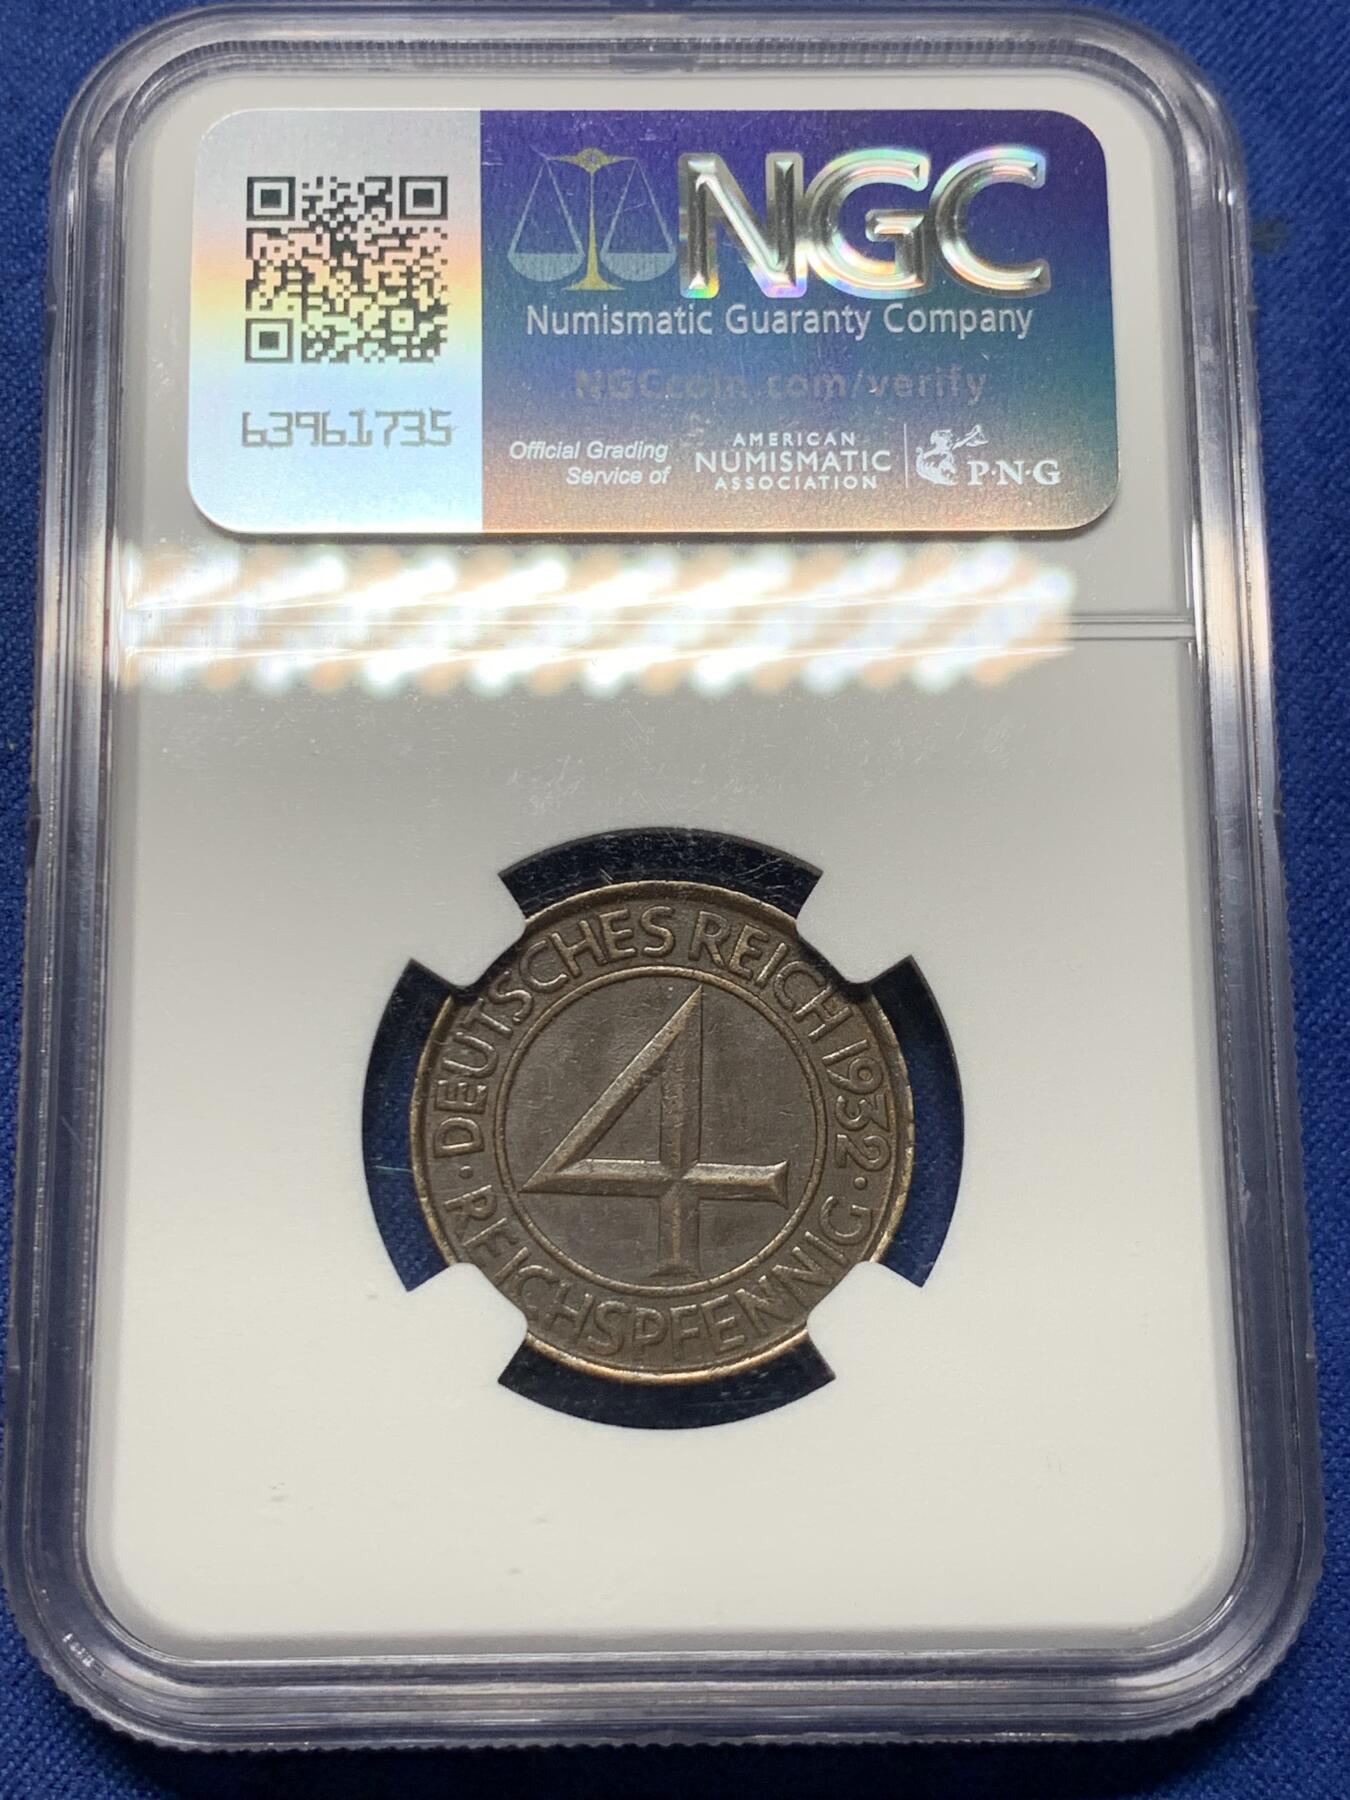 NGC
Numismatic Guaranty Company
NGCcoin.com/verify
63961735
Official Grading
Service of
AMERICAN
NUMISMATIC
ASSOCIATION
P·N·G
·DEUTSCHES REICH 1932·
REICHSPFENNIG
4